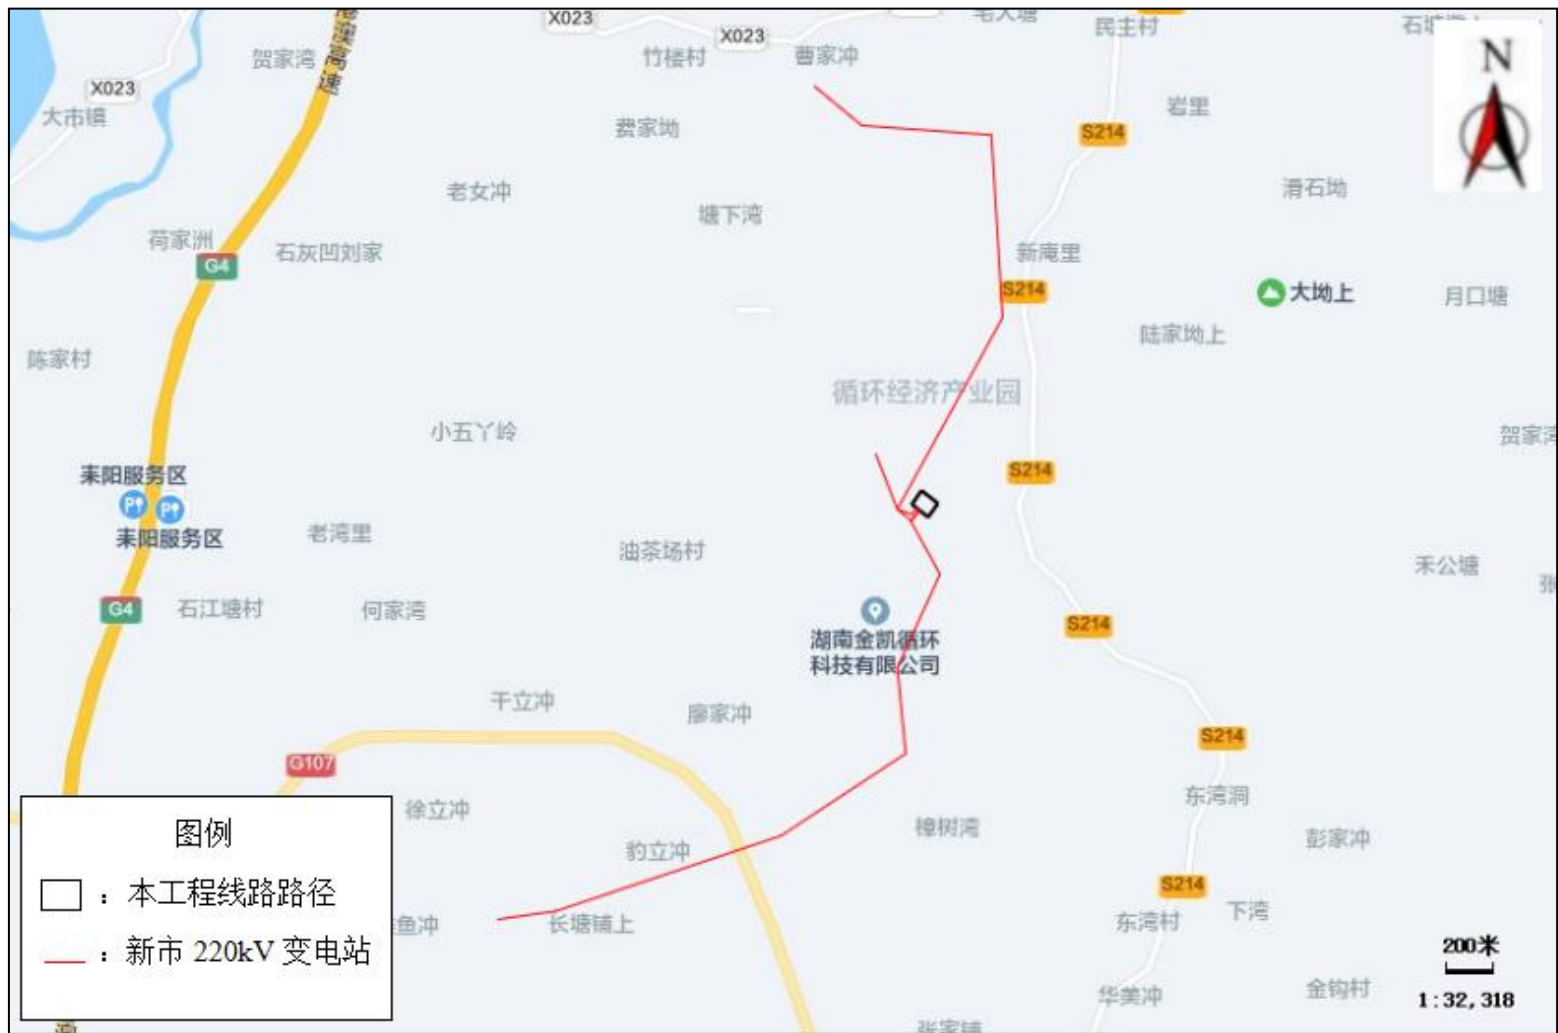 X023
X023
民主村
贺家湾
港澳高速
竹楼村
曹家冲
N
X023
大市镇
费家坳
岩里
S214
老女冲
塘下湾
滑石坳
荷家洲
石灰凹刘家
新庵里
G4
S214
大坳上
月口塘
陆家坳上
陈家村
循环经济产业园
小五丫岭
贺家湾
耒阳服务区
S214
耒阳服务区
老湾里
油茶场村
禾公塘
张
G4
石江塘村
何家湾
S214
湖南金凯循环
科技有限公司
干立冲
廖家冲
S214
G107
东湾洞
徐立冲
樟树湾
彭家冲
图例
豹立冲
:本工程线路路径
S214
鱼冲
长塘铺上
东湾村
下湾
:新市 220kV 变电站
200米
华美冲
金钩村
1:32,318